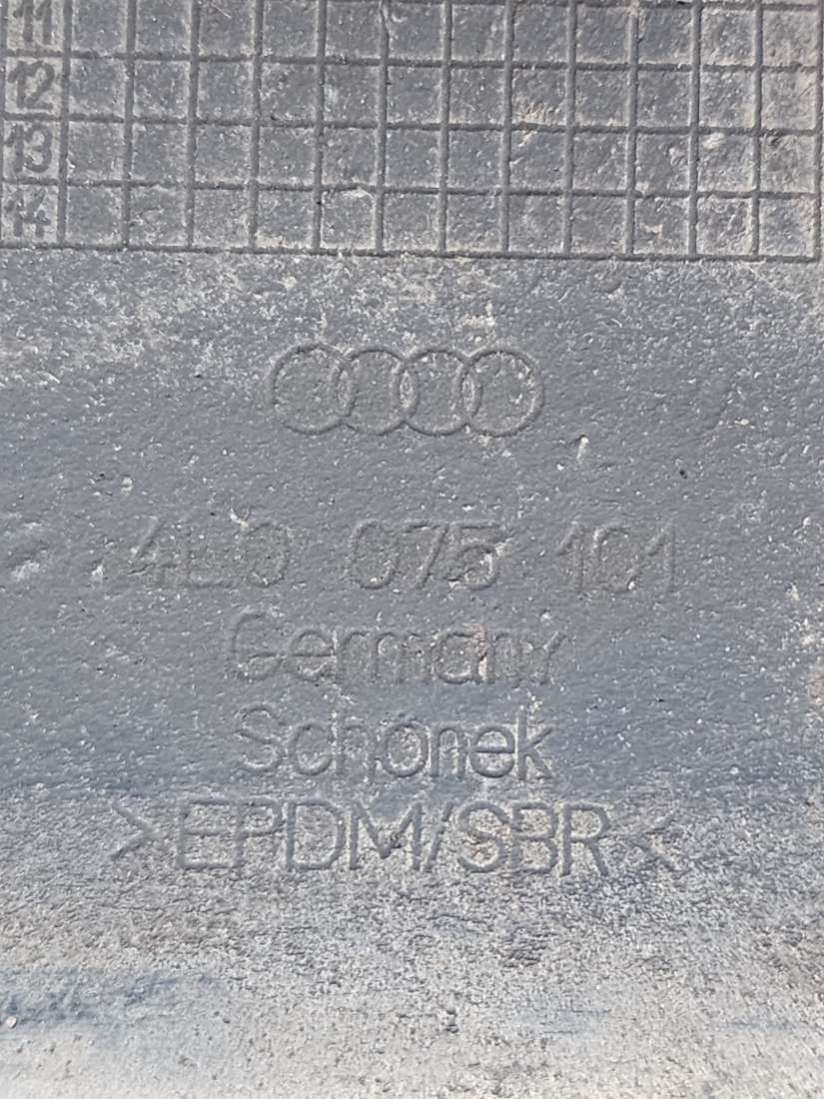 11
12
13
14
4L0 075 101
Germany
Schönek
>EPDM/SBR<